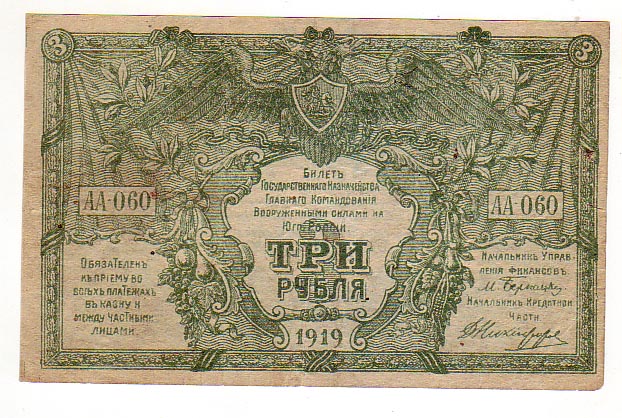 3 3
Билетъ
Государственнаго Казначейства
Главнаго Командованія
Вооруженными силами на
Югѣ Россіи
АА-060 АА-060
ТРИ
РУБЛЯ.
1919
Обязателенъ
къ пріему во
всѣхъ платежахъ
въ казну и
между частными
лицами.
Начальникъ Управ-
ленія Финансовъ
М. Бернацкій
Начальникъ Кредитной
Части.